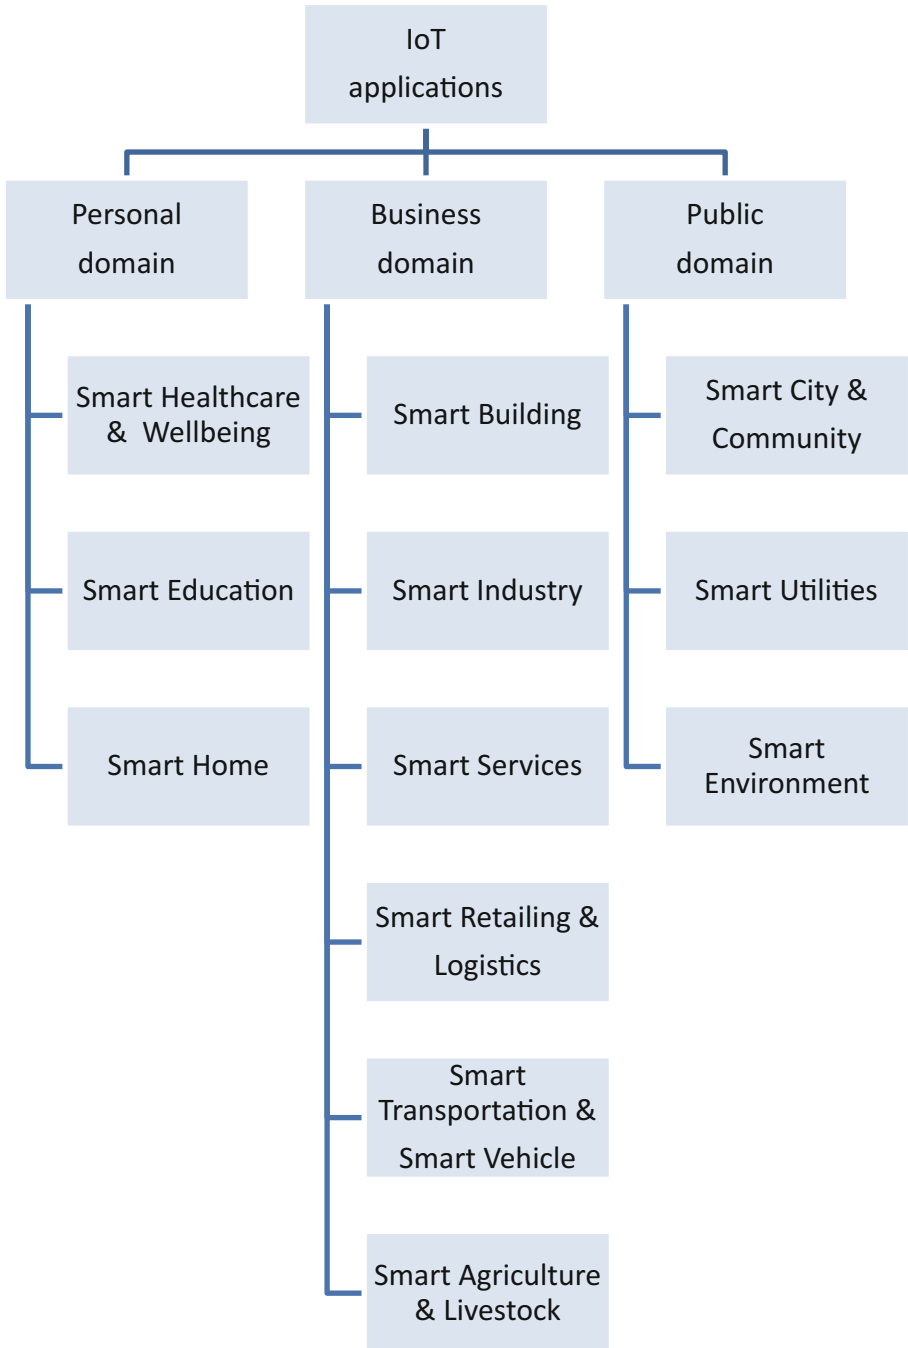 IoT
applications
Personal
domain
Business
domain
Public
domain
Smart Healthcare
& Wellbeing
Smart Education
Smart Home
Smart Building
Smart Industry
Smart Services
Smart Retailing &
Logistics
Smart
Transportation &
Smart Vehicle
Smart Agriculture
& Livestock
Smart City &
Community
Smart Utilities
Smart
Environment